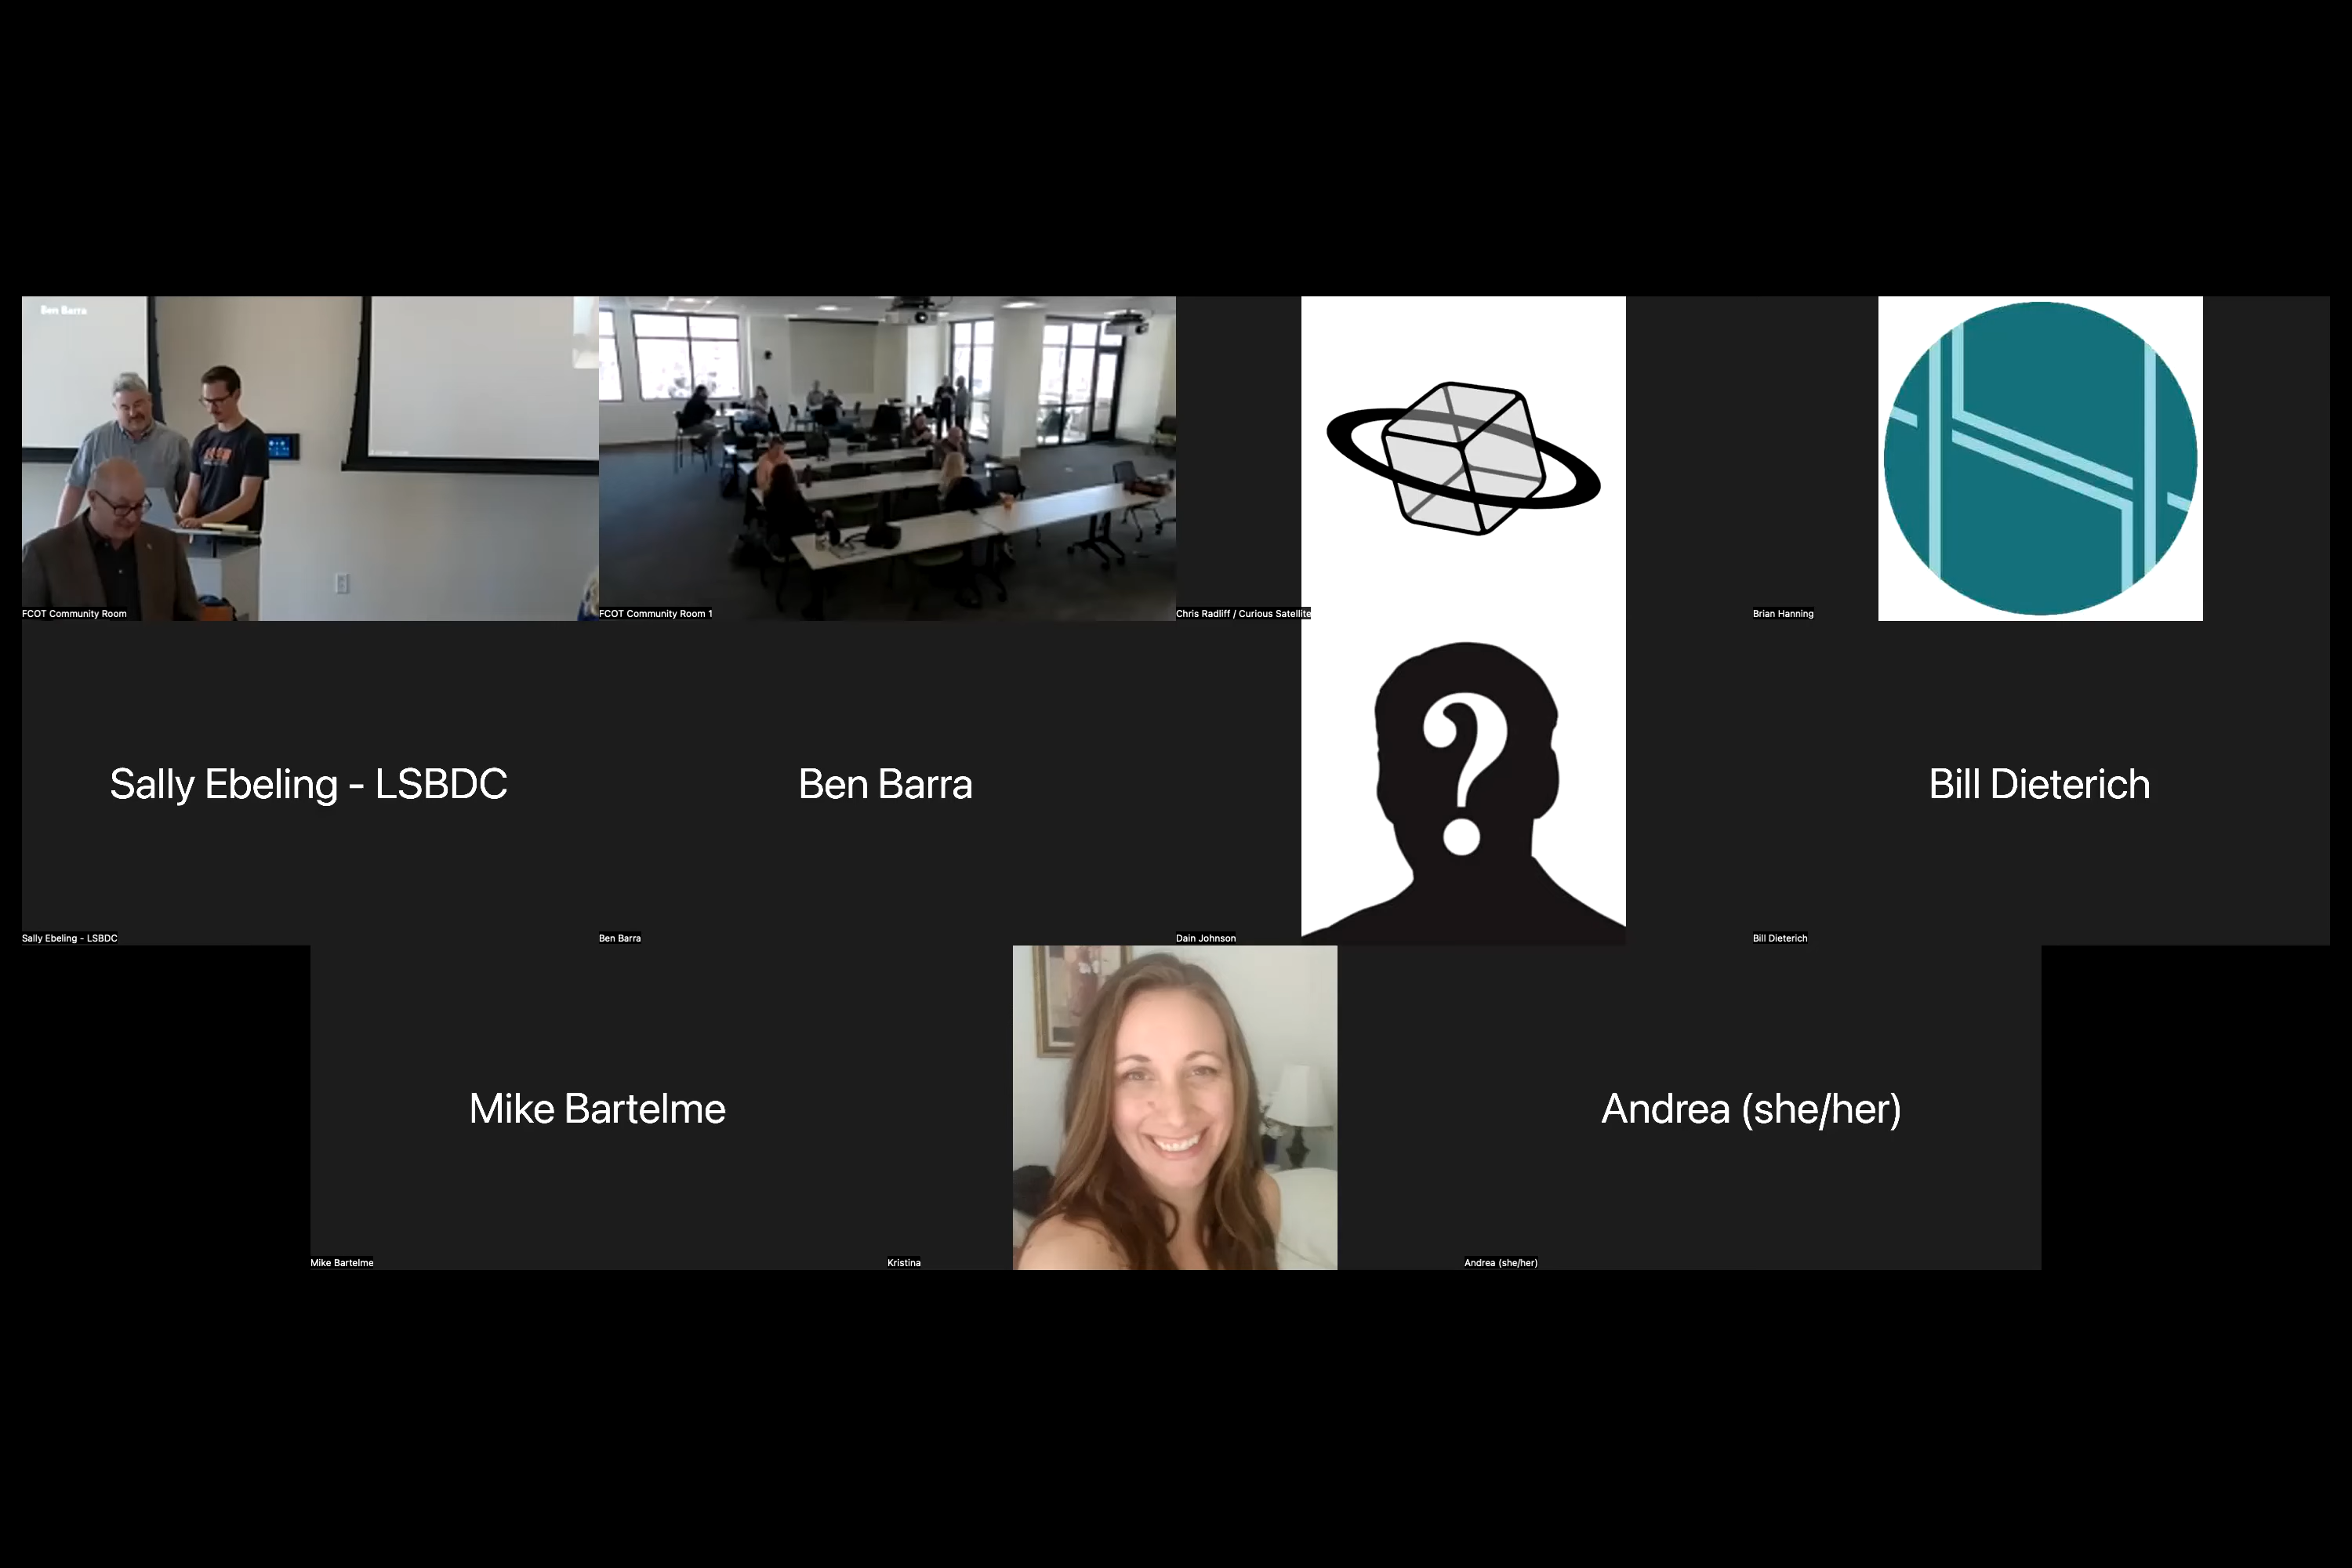 Ben Barra
FCOT Community Room
FCOT Community Room 1
Chris Radliff / Curious Satellite
Brian Hanning
Sally Ebeling - LSBDC
Ben Barra
Bill Dieterich
Sally Ebeling - LSBDC
Ben Barra
Dain Johnson
?
Bill Dieterich
Mike Bartelme
Andrea (she/her)
Mike Bartelme
Kristina
Andrea (she/her)